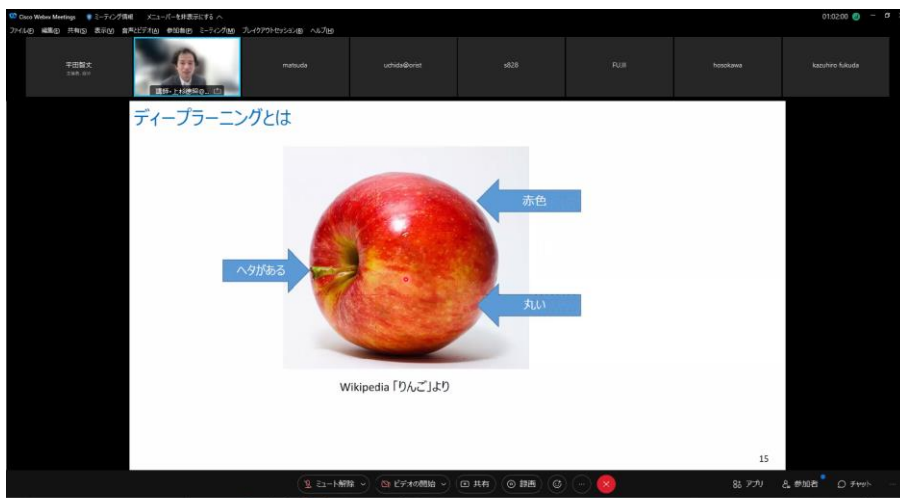 Cisco Webex Meetings ミーティング情報 メニューバーを非表示にする 01:02:00
ファイル(F) 編集(E) 共有(S) 表示(V) 音声とビデオ(A) 参加者(P) ミーティング(M) ブレイクアウトセッション(B) ヘルプ(H)
平田智丈 matsuda uchida@orist s828 FUJII hosokawa kazuhiro fukuda
ディープラーニングとは
赤色
ヘタがある
丸い
Wikipedia「りんご」より
15
ミュート解除 ビデオの開始 共有 録画 アプリ 参加者 チャット